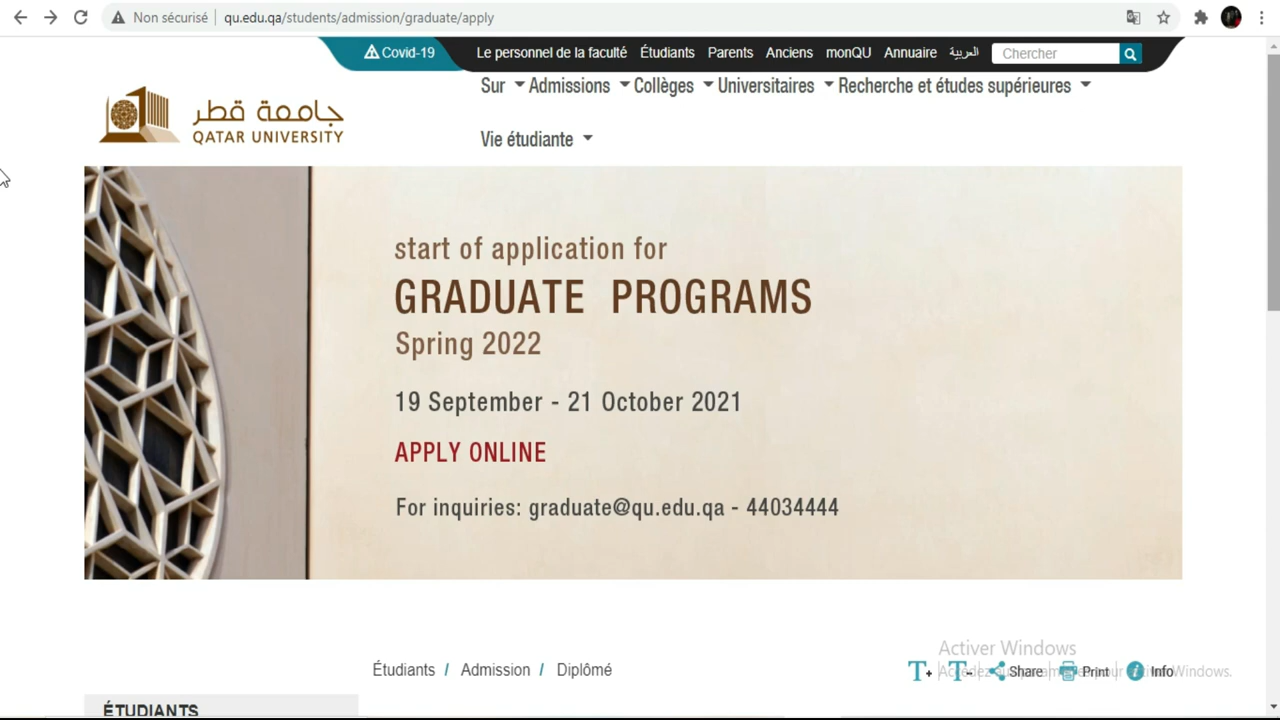 Non sécurisé qu.edu.qa/students/admission/graduate/apply
Covid-19 Le personnel de la faculté Étudiants Parents Anciens monQU Annuaire العربية Chercher
Sur Admissions Collèges Universitaires Recherche et études supérieures
جامعة قطر
QATAR UNIVERSITY
Vie étudiante
start of application for
GRADUATE PROGRAMS
Spring 2022
19 September - 21 October 2021
APPLY ONLINE
For inquiries: graduate@qu.edu.qa - 44034444
Activer Windows
Étudiants / Admission / Diplômé
T+ T- Share Print Info
Windows.
ÉTUDIANTS